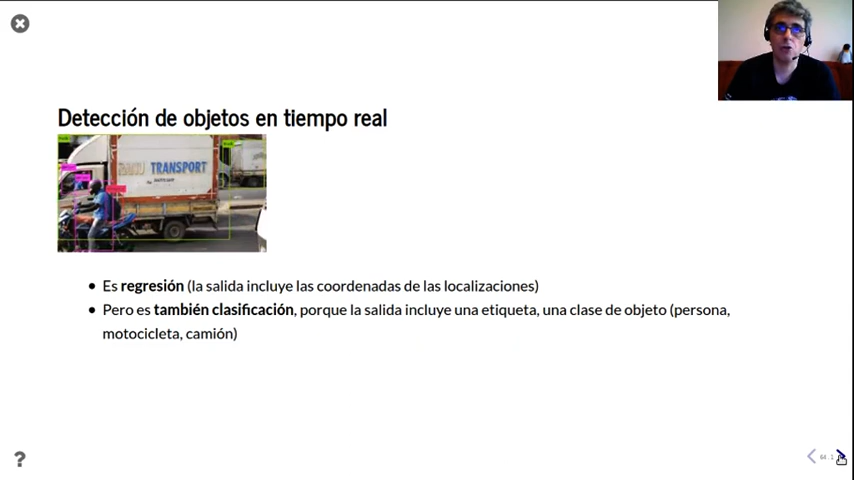 Detección de objetos en tiempo real
TRANSPORT
Es regresión (la salida incluye las coordenadas de las localizaciones)
Pero es también clasificación, porque la salida incluye una etiqueta, una clase de objeto (persona,
motocicleta, camión)
?